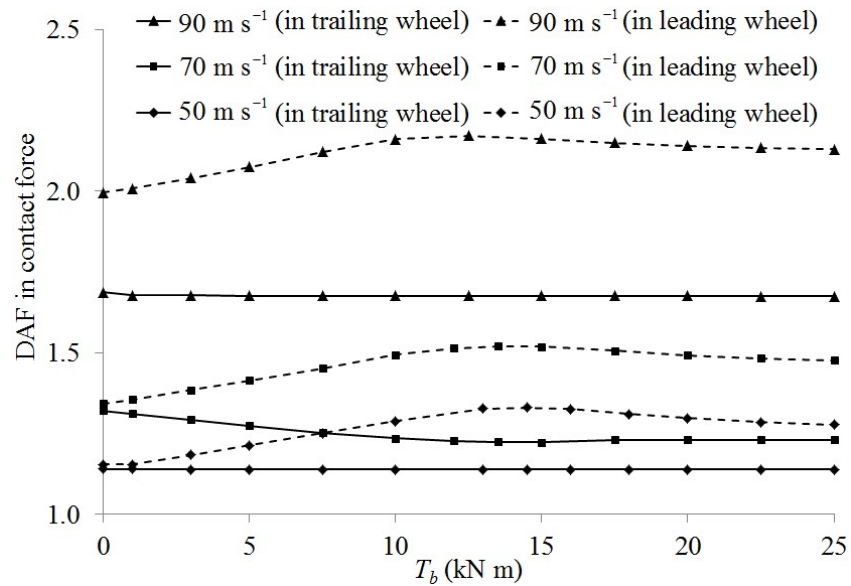 2.5
90 m s⁻¹ (in trailing wheel) 90 m s⁻¹ (in leading wheel)
70 m s⁻¹ (in trailing wheel) 70 m s⁻¹ (in leading wheel)
50 m s⁻¹ (in trailing wheel) 50 m s⁻¹ (in leading wheel)
2.0
DAF in contact force
1.5
1.0
0 5 10 15 20 25
T_b (kN m)